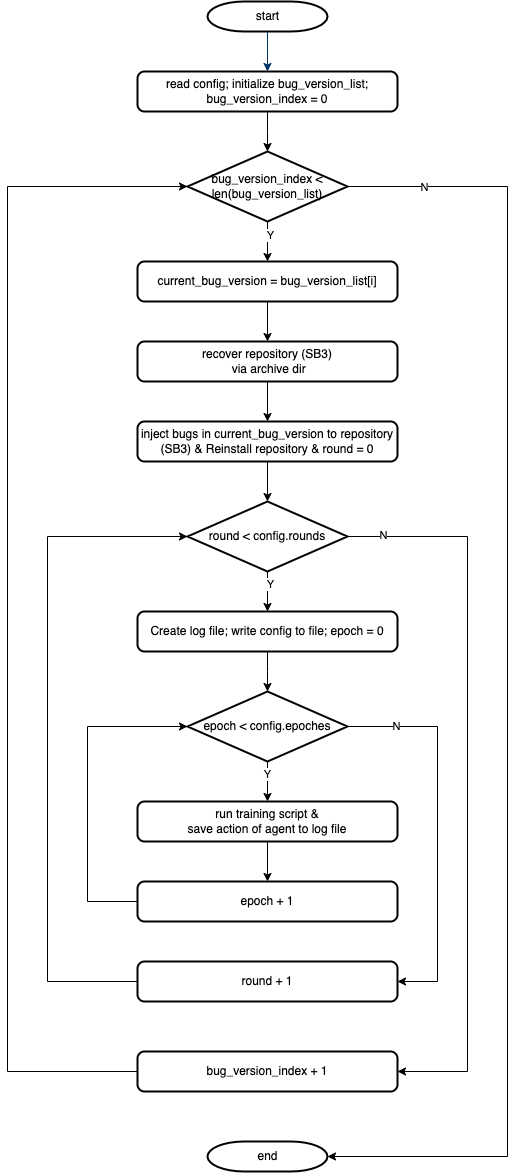 start
read config; initialize bug_version_list;
bug_version_index = 0
bug_version_index <
len(bug_version_list)
N
Y
current_bug_version = bug_version_list[i]
recover repository (SB3)
via archive dir
inject bugs in current_bug_version to repository
(SB3) & Reinstall repository & round = 0
round < config.rounds
N
Y
Create log file; write config to file; epoch = 0
epoch < config.epoches
N
Y
run training script &
save action of agent to log file
epoch + 1
round + 1
bug_version_index + 1
end